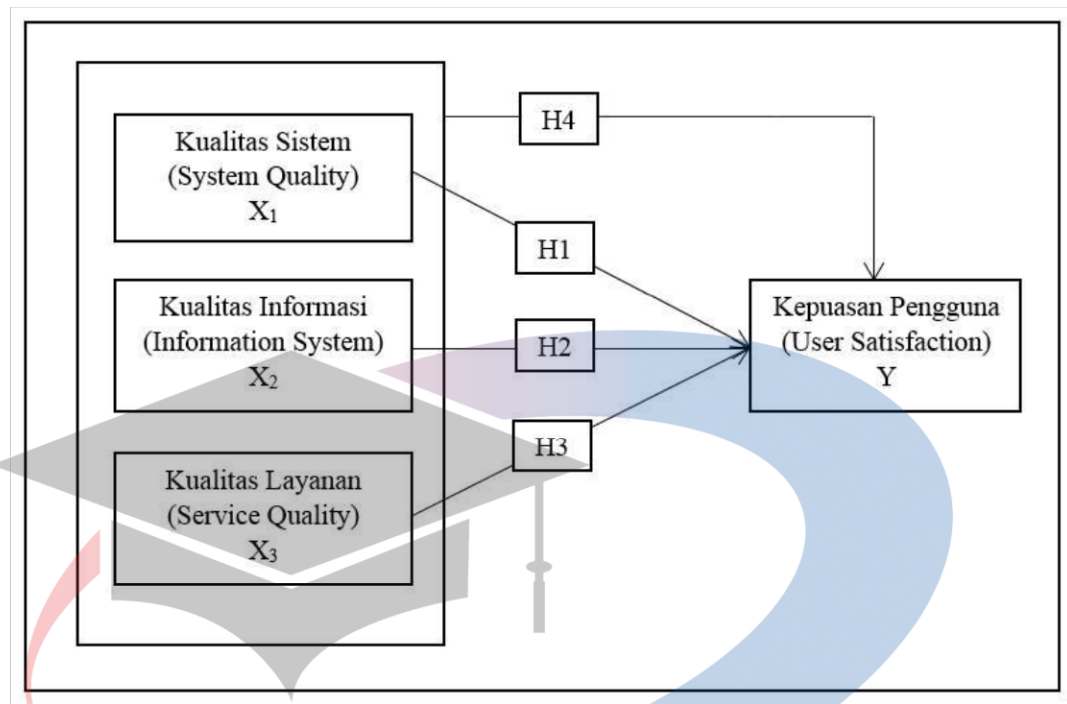 H4
Kualitas Sistem
(System Quality)
X₁
H1
Kualitas Informasi
(Information System)
X₂
H2
Kepuasan Pengguna
(User Satisfaction)
Y
H3
Kualitas Layanan
(Service Quality)
X₃